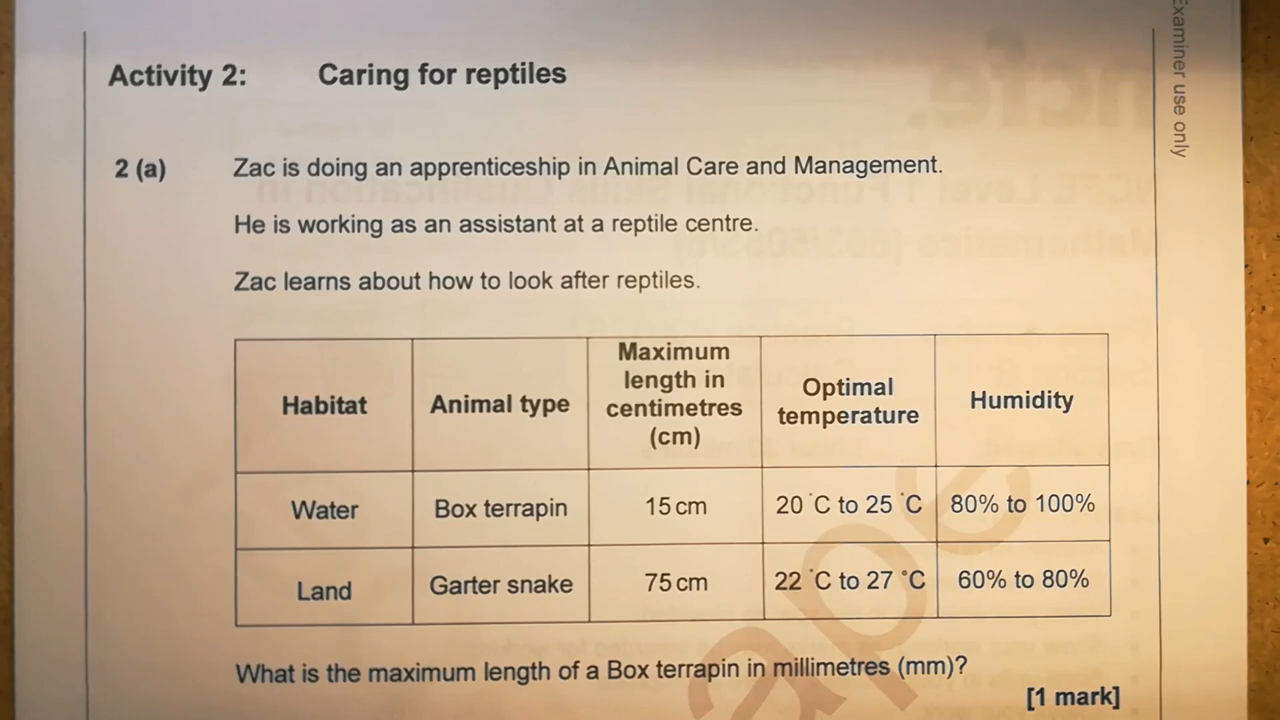 Examiner use only
Activity 2: Caring for reptiles
2 (a) Zac is doing an apprenticeship in Animal Care and Management.
He is working as an assistant at a reptile centre.
Zac learns about how to look after reptiles.
Habitat Animal type Maximum length in centimetres (cm) Optimal temperature Humidity
Water Box terrapin 15 cm 20 °C to 25 °C 80% to 100%
Land Garter snake 75 cm 22 °C to 27 °C 60% to 80%
What is the maximum length of a Box terrapin in millimetres (mm)?
[1 mark]